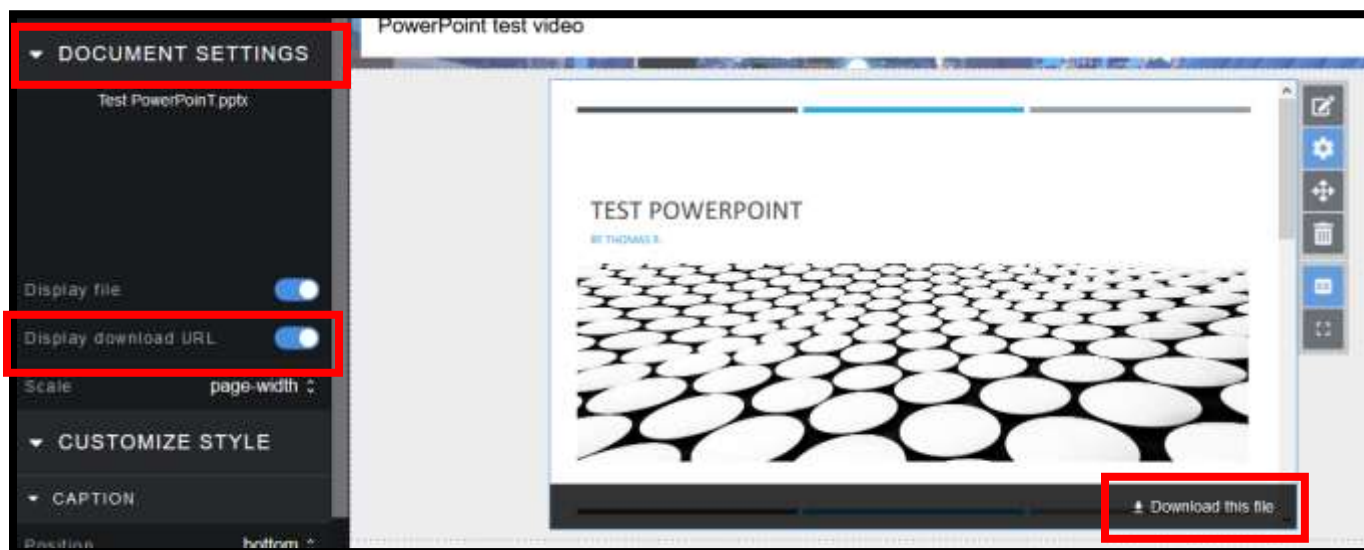 DOCUMENT SETTINGS
Test PowerPoinT.pptx
Display file
Display download URL
Scale page-width
CUSTOMIZE STYLE
CAPTION
Position bottom
PowerPoint test video
TEST POWERPOINT
BY THOMAS R.
Download this file